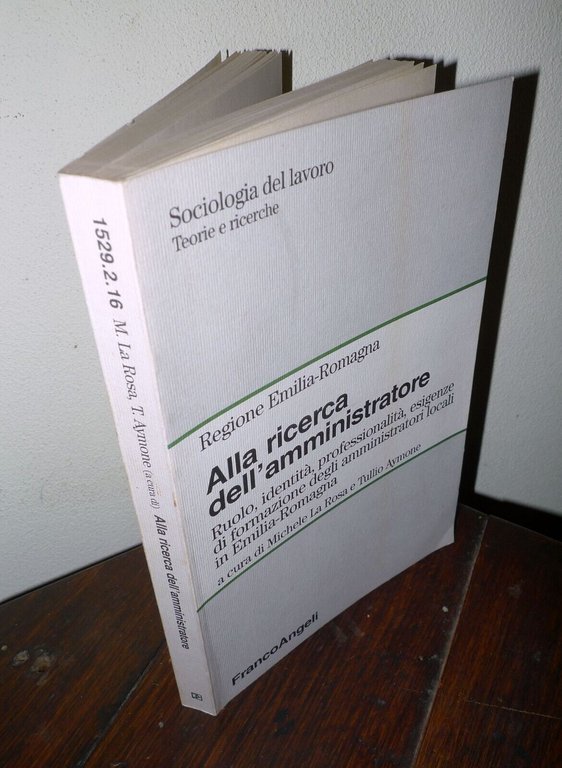 Sociologia del lavoro
Teorie e ricerche
Regione Emilia-Romagna
Alla ricerca
dell'amministratore
Ruolo, identità, professionalità, esigenze
di formazione degli amministratori locali
in Emilia-Romagna
a cura di Michele La Rosa e Tullio Aymone
FrancoAngeli
1529.2.16 M. La Rosa, T. Aymone (a cura di) Alla ricerca dell'amministratore